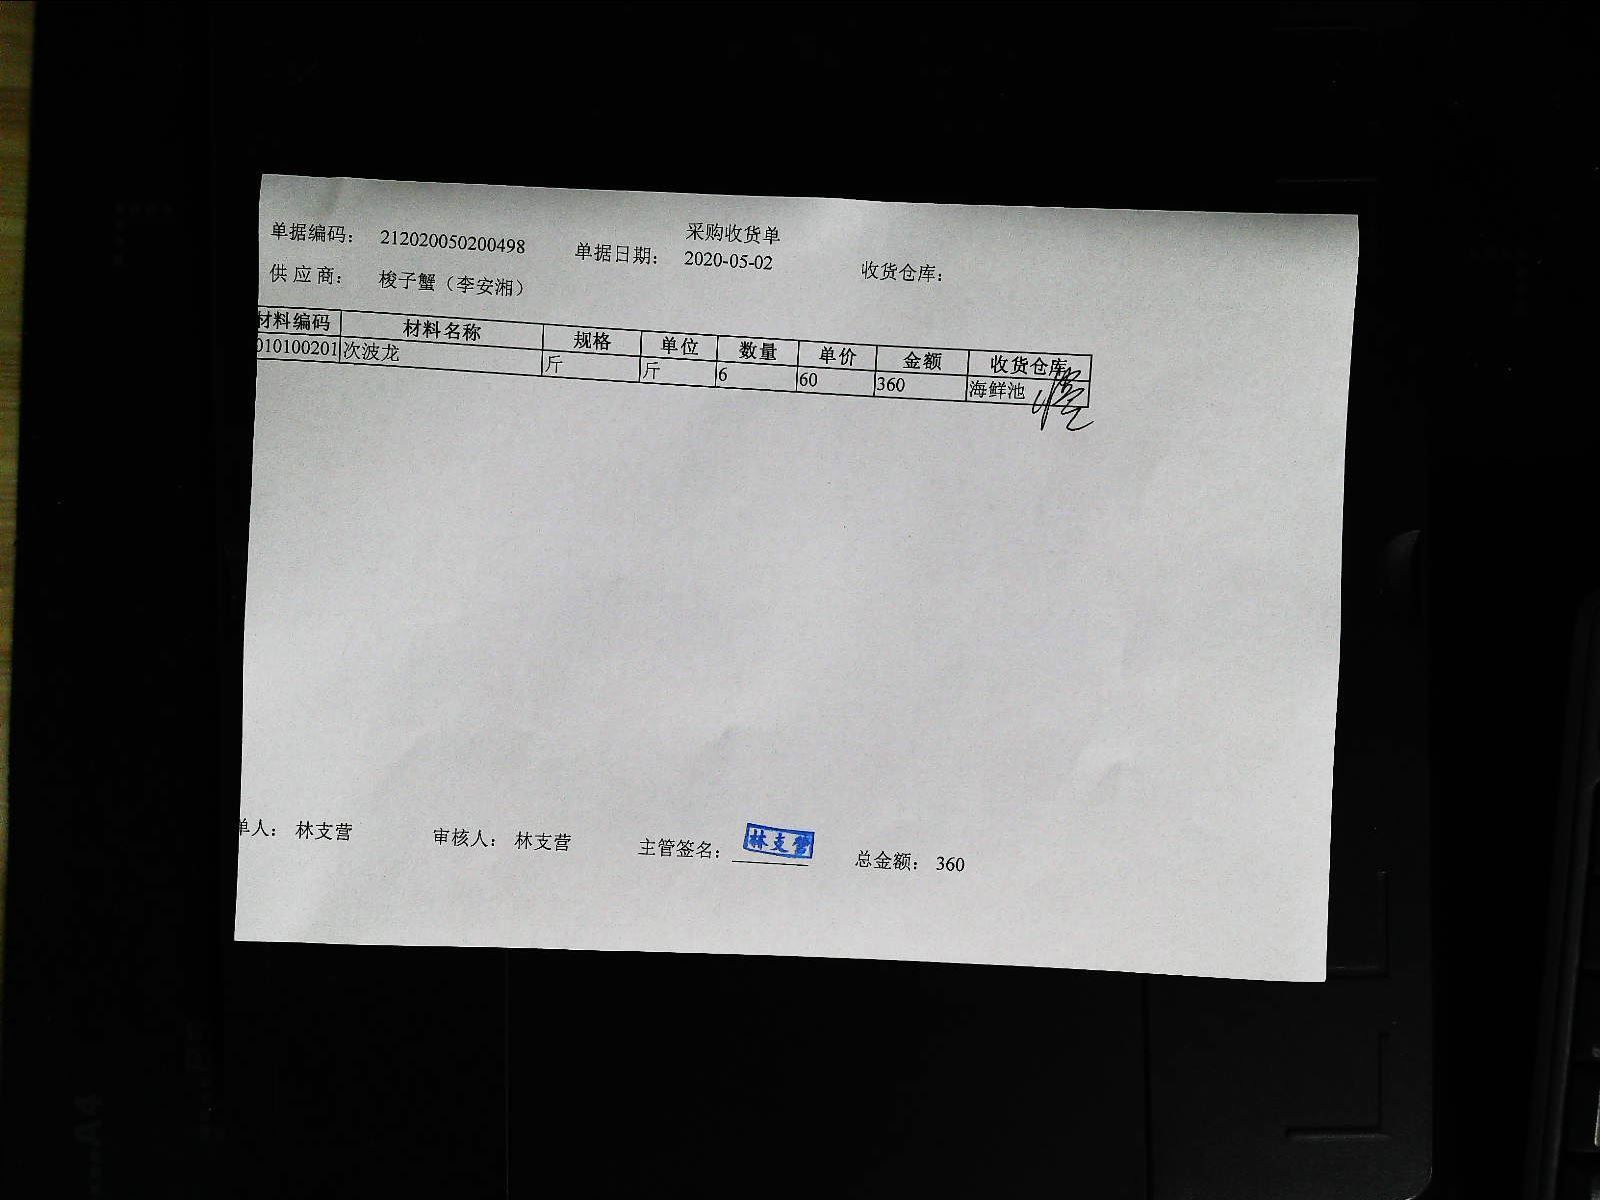 采购收货单
单据编码： 212020050200498 单据日期： 2020-05-02 收货仓库：
供 应 商： 梭子蟹（李安湘）
材料编码 材料名称 规格 单位 数量 单价 金额 收货仓库
010100201 次波龙 斤 斤 6 60 360 海鲜池
单人： 林支营 审核人： 林支营 主管签名： 林支营 总金额： 360